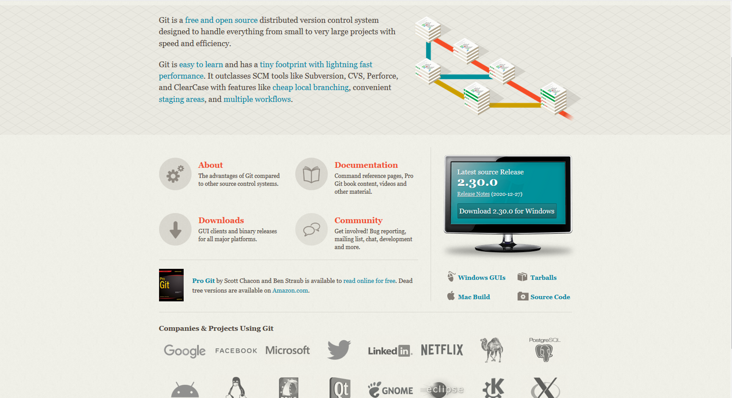 Git is a free and open source distributed version control system
designed to handle everything from small to very large projects with
speed and efficiency.
Git is easy to learn and has a tiny footprint with lightning fast
performance. It outclasses SCM tools like Subversion, CVS, Perforce,
and ClearCase with features like cheap local branching, convenient
staging areas, and multiple workflows.
About
The advantages of Git compared
to other source control systems.
Documentation
Command reference pages, Pro
Git book content, videos and
other material.
Downloads
GUI clients and binary releases
for all major platforms.
Community
Get involved! Bug reporting,
mailing list, chat, development
and more.
Pro
Git
Pro Git by Scott Chacon and Ben Straub is available to read online for free. Dead
tree versions are available on Amazon.com.
Latest source Release
2.30.0
Release Notes (2020-12-27)
Download 2.30.0 for Windows
Windows GUIs
Tarballs
Mac Build
Source Code
Companies & Projects Using Git
Google FACEBOOK Microsoft LinkedIn NETFLIX PostgreSQL
Qt GNOME eclipse K X